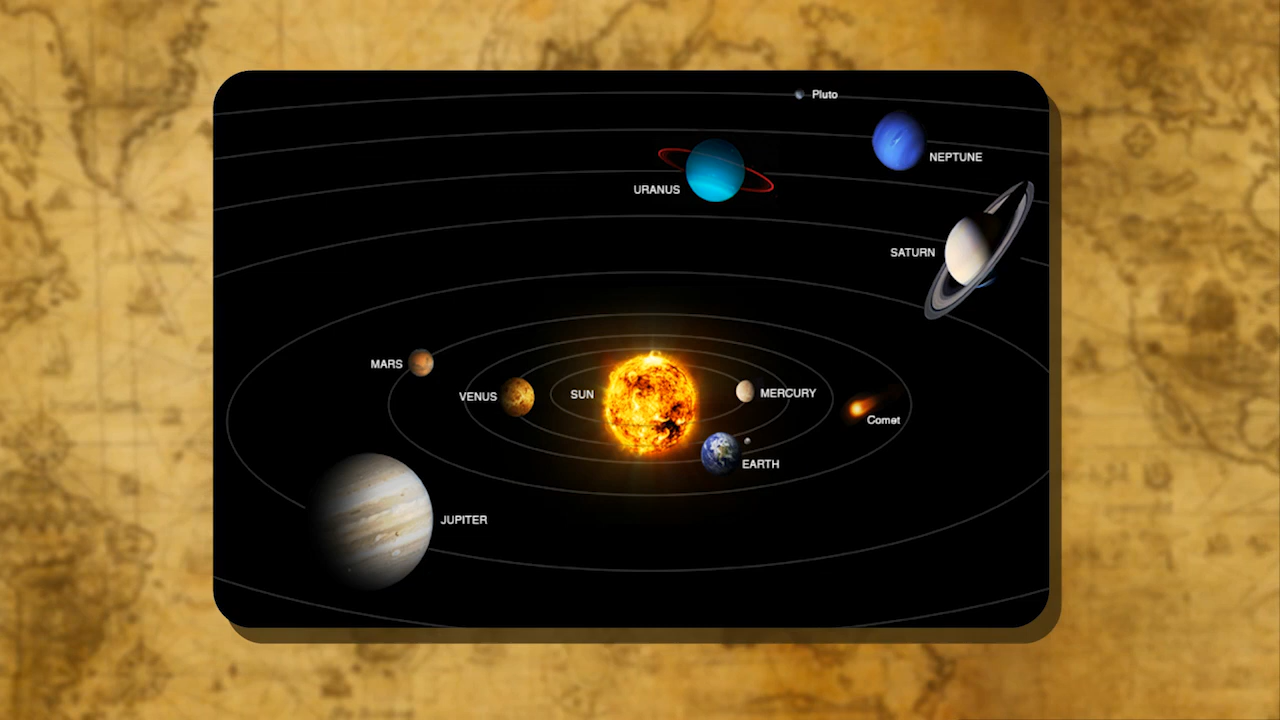 Pluto
NEPTUNE
URANUS
SATURN
MARS
VENUS
SUN
MERCURY
Comet
EARTH
JUPITER